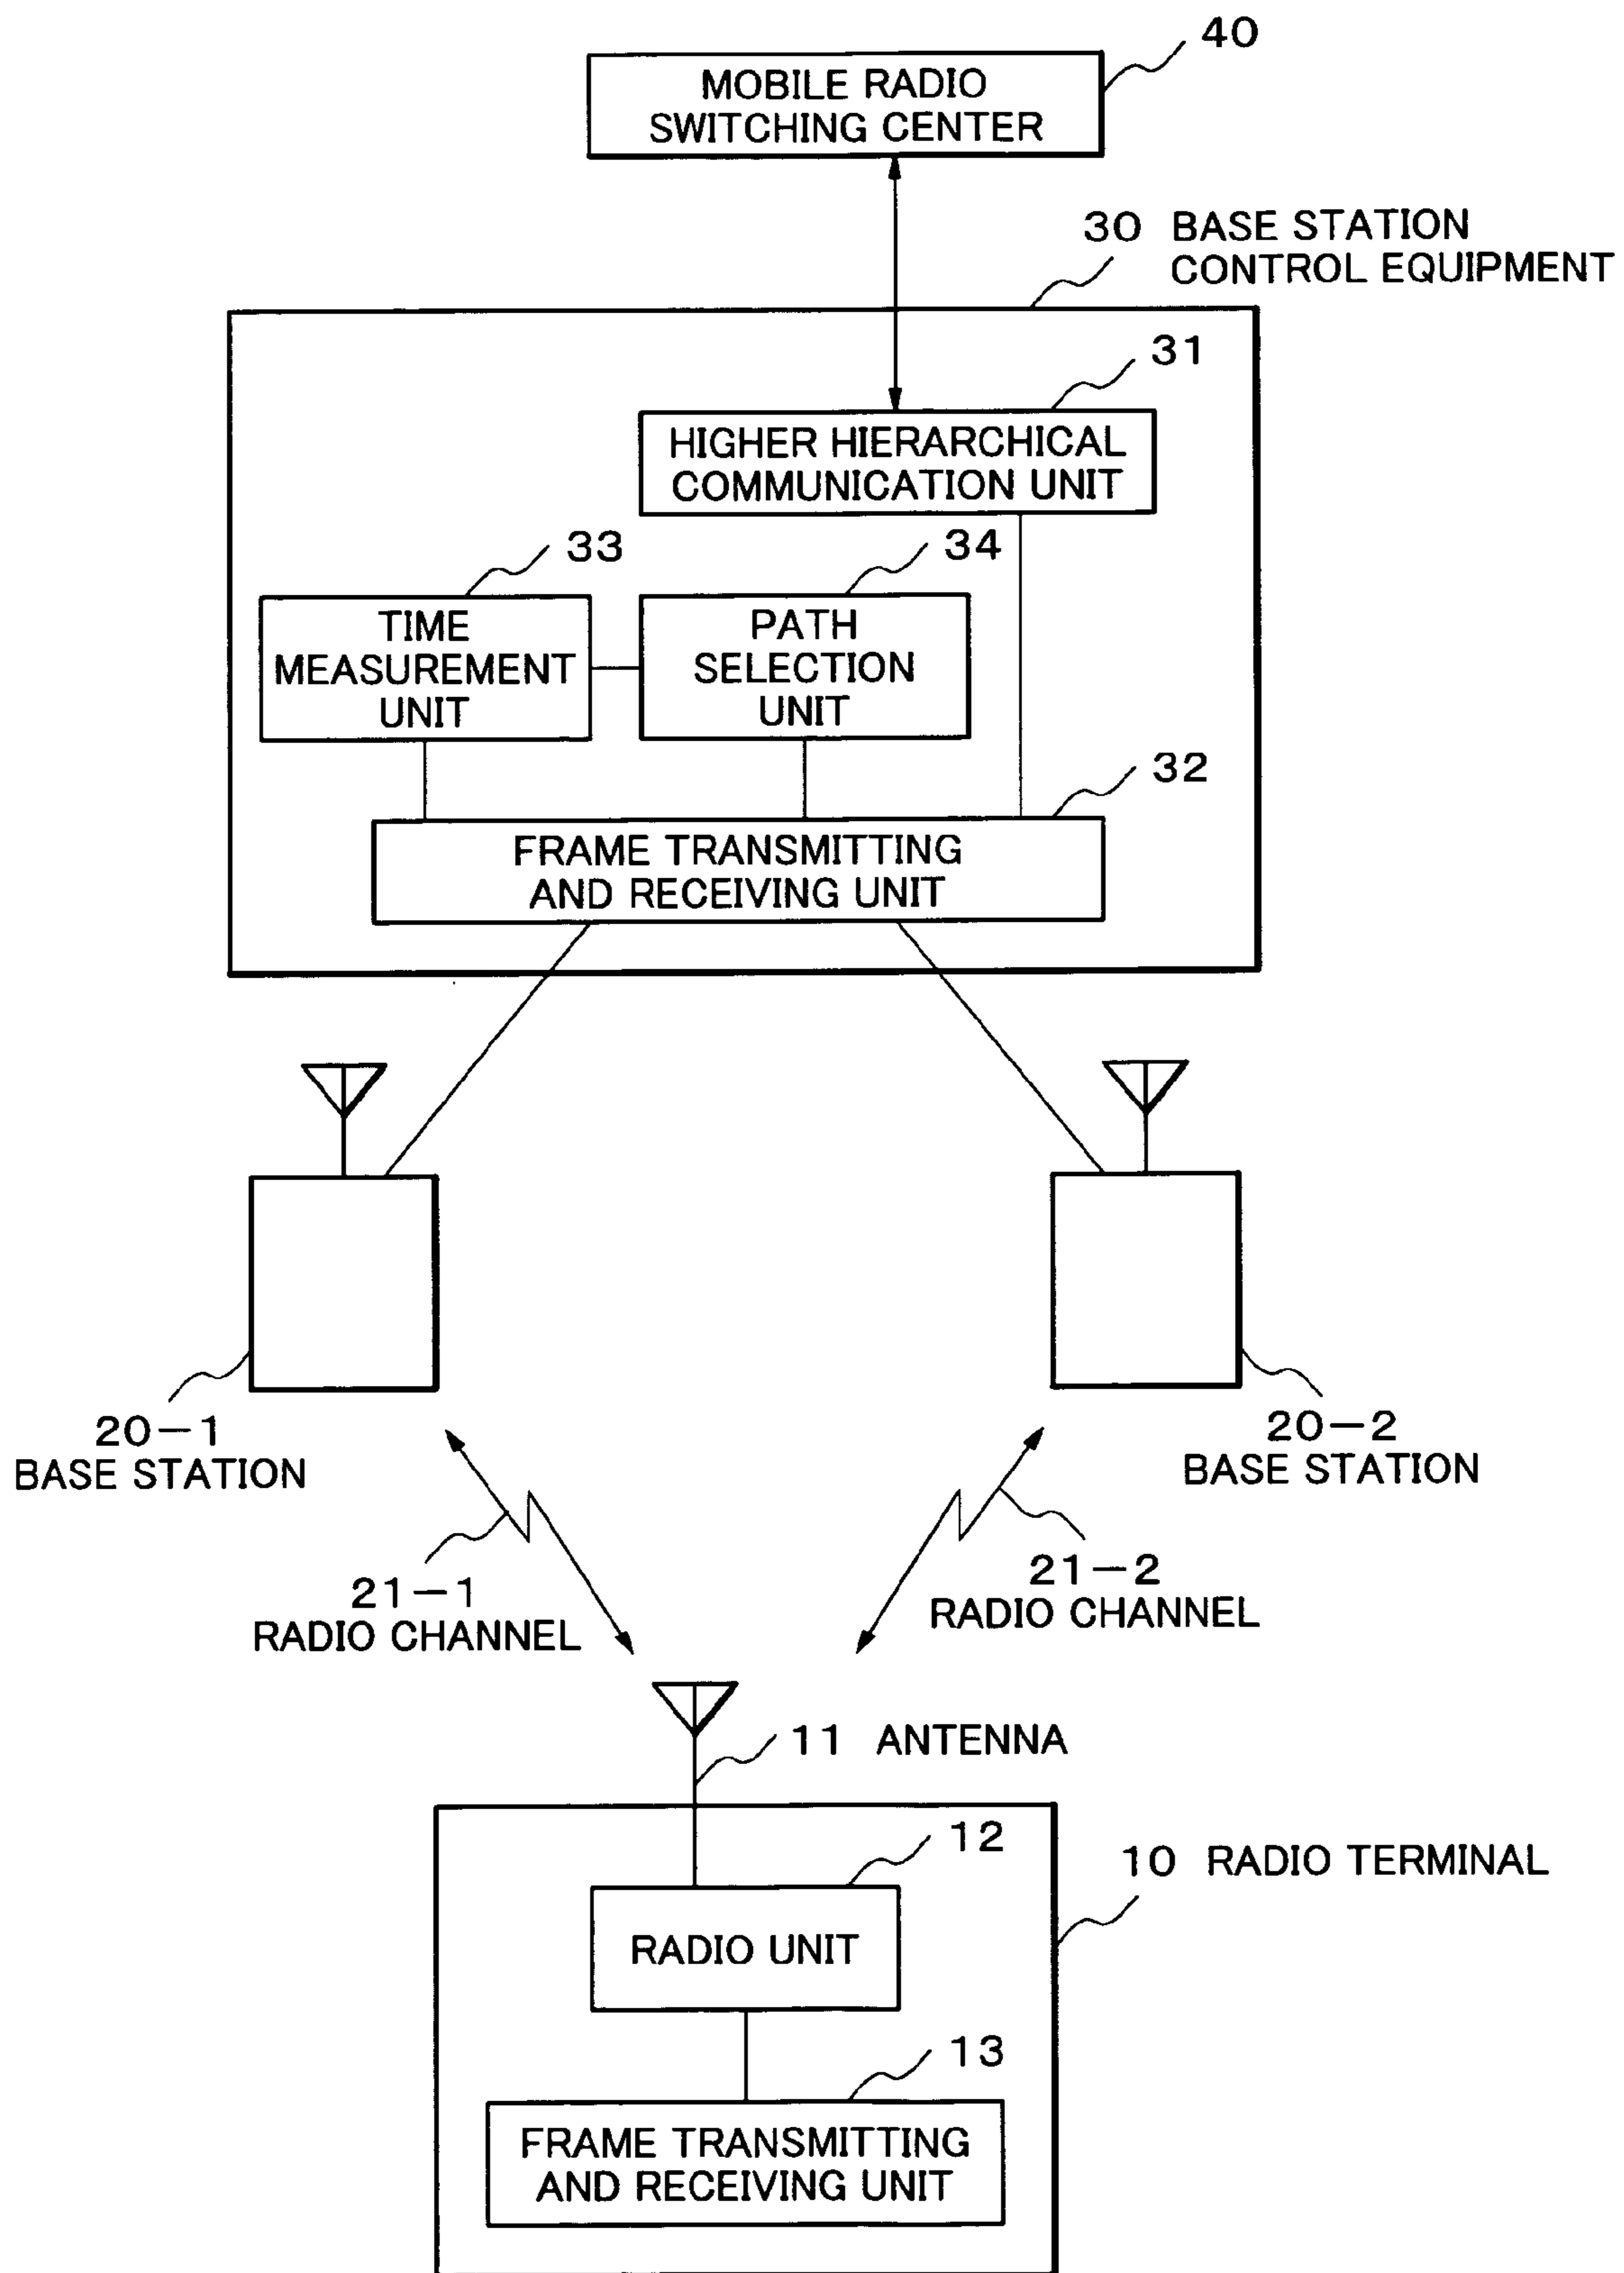 40
MOBILE RADIO
SWITCHING CENTER
30 BASE STATION
CONTROL EQUIPMENT
31
HIGHER HIERARCHICAL
COMMUNICATION UNIT
33
34
TIME
MEASUREMENT
UNIT
PATH
SELECTION
UNIT
32
FRAME TRANSMITTING
AND RECEIVING UNIT
20-1
BASE STATION
20-2
BASE STATION
21-1
RADIO CHANNEL
21-2
RADIO CHANNEL
11 ANTENNA
12
10 RADIO TERMINAL
RADIO UNIT
13
FRAME TRANSMITTING
AND RECEIVING UNIT